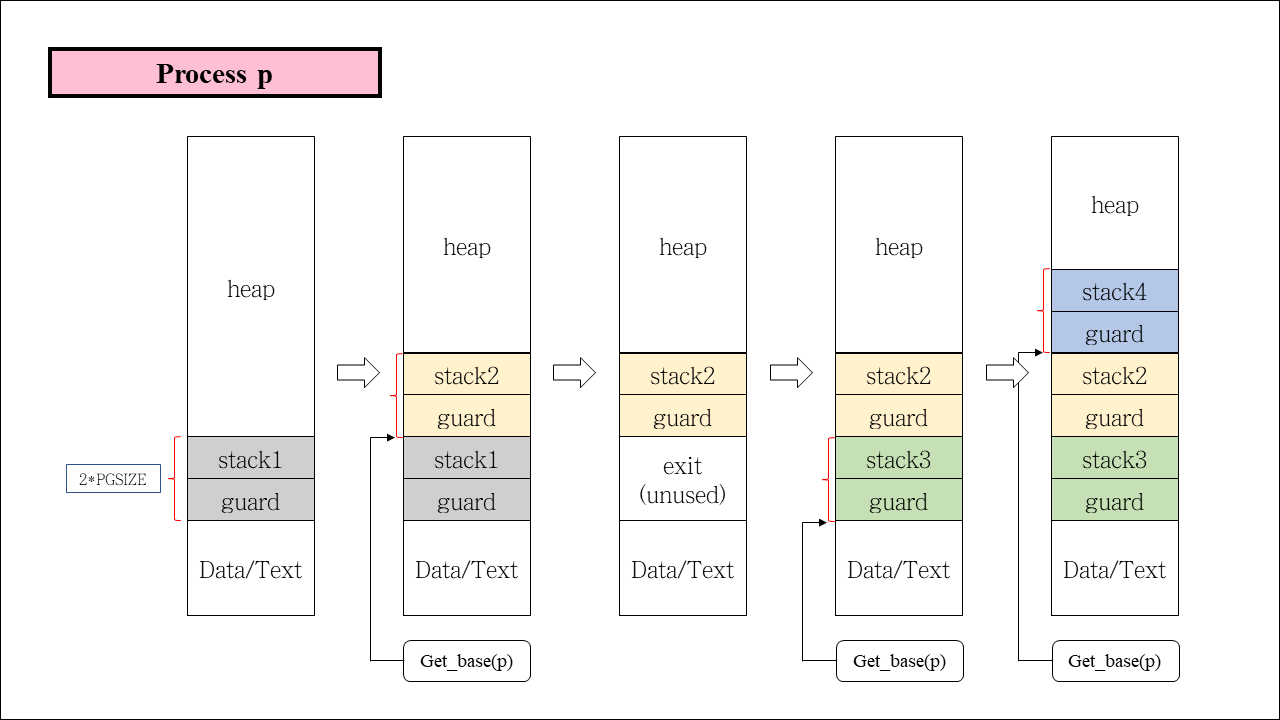 Process p
heap
stack1
guard
Data/Text
2*PGSIZE
heap
stack2
guard
stack1
guard
Data/Text
Get_base(p)
heap
stack2
guard
exit
(unused)
Data/Text
heap
stack2
guard
stack3
guard
Data/Text
Get_base(p)
heap
stack4
guard
stack2
guard
stack3
guard
Data/Text
Get_base(p)